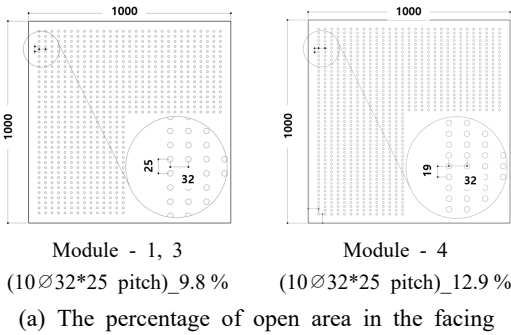 1000
1000
1000
1000
25
32
19
32
Module - 1, 3
Module - 4
(10∅32*25 pitch)_9.8 %
(10∅32*25 pitch)_12.9 %
(a) The percentage of open area in the facing